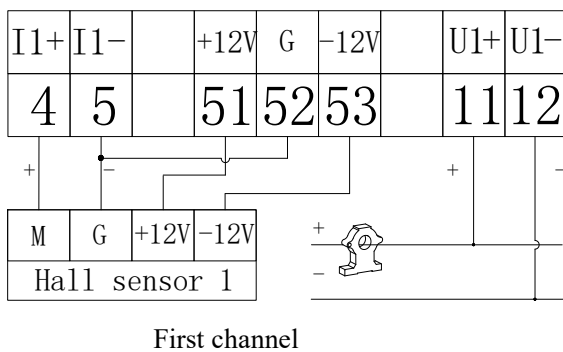 I1+ I1- +12V G -12V U1+ U1-
4 5 51 52 53 11 12
+ - + -
M G +12V -12V
+
Hall sensor 1
-
First channel